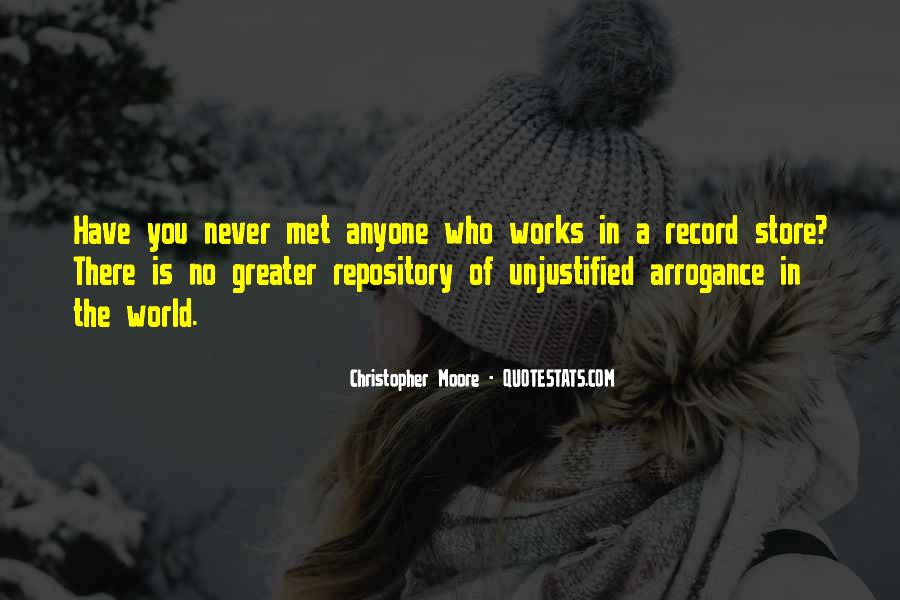 Have you never met anyone who works in a record store?
There is no greater repository of unjustified arrogance in
the world.
Christopher Moore - QUOTESTATS.COM